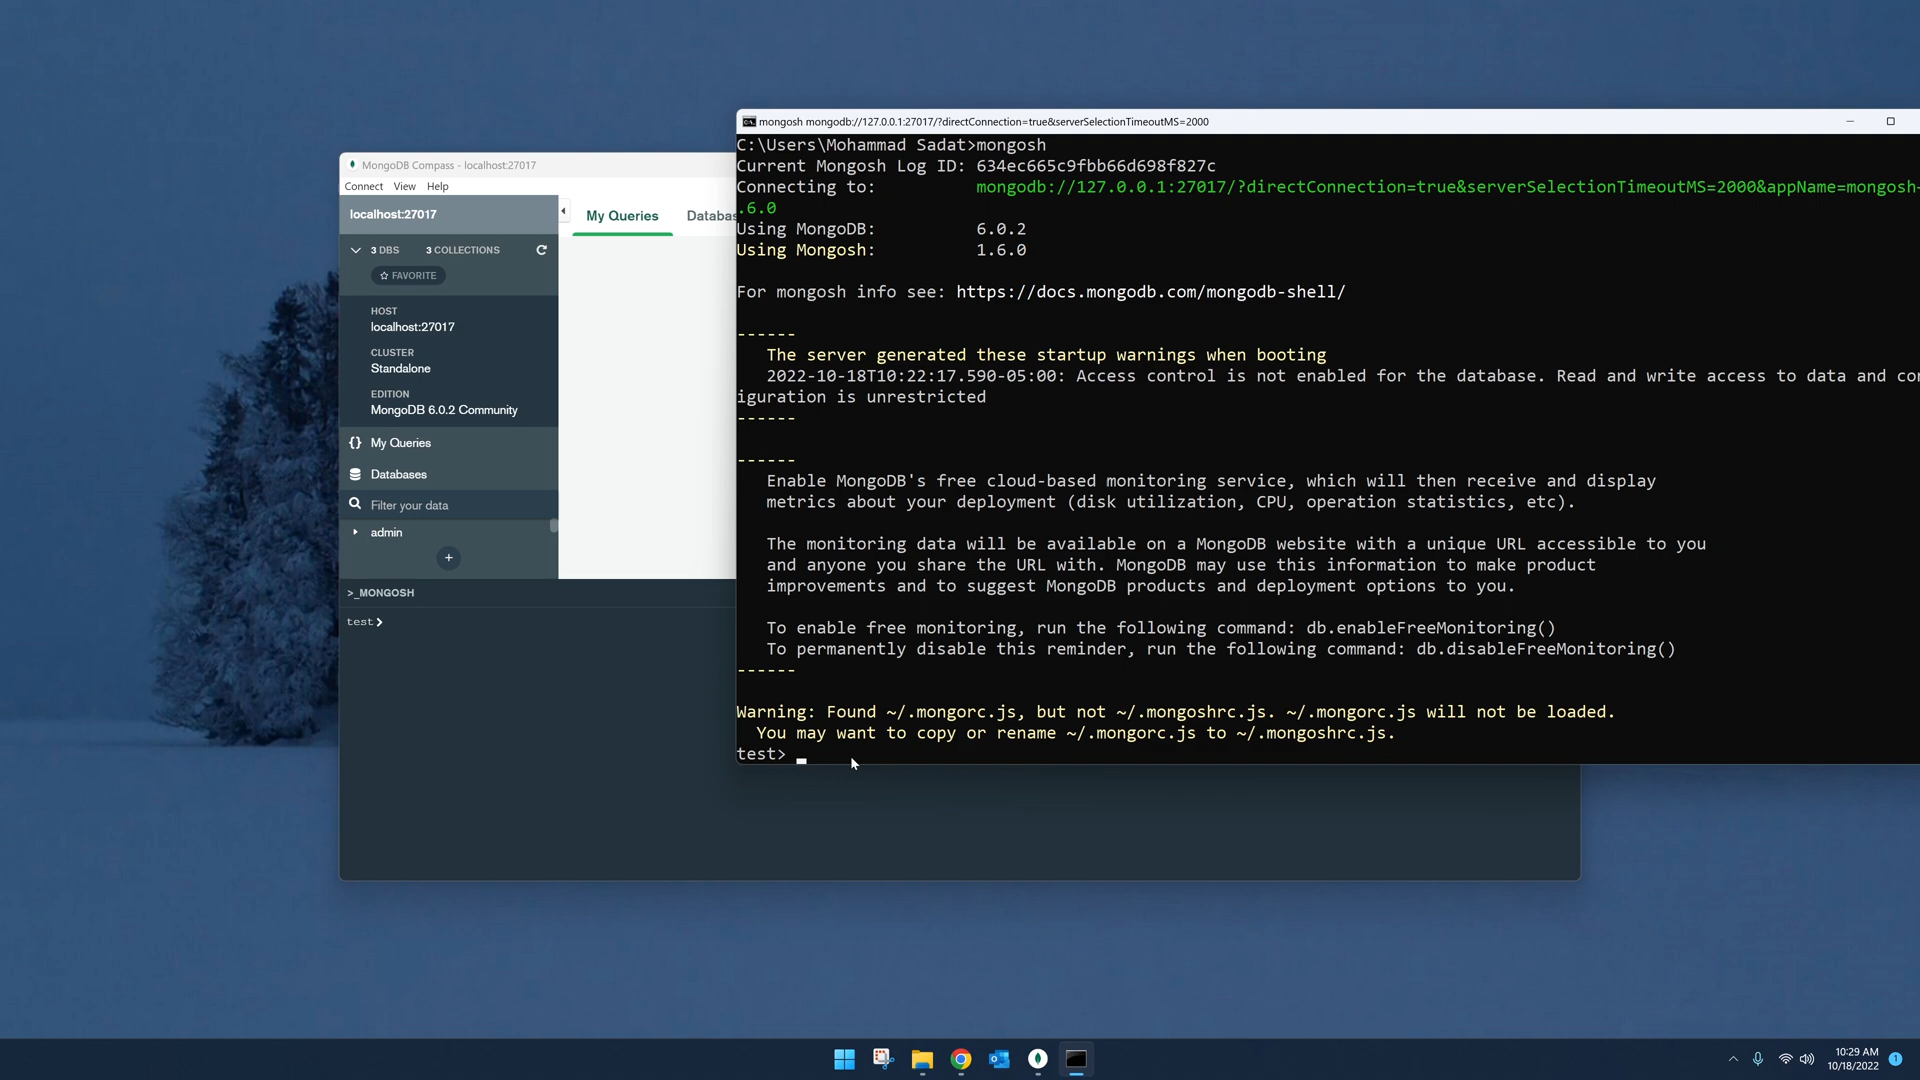 MongoDB Compass - localhost:27017
Connect View Help
localhost:27017
3 DBS 3 COLLECTIONS
FAVORITE
HOST
localhost:27017
CLUSTER
Standalone
EDITION
MongoDB 6.0.2 Community
{} My Queries
Databases
Filter your data
admin
+
My Queries Databas
>_MONGOSH
test>
mongosh mongodb://127.0.0.1:27017/?directConnection=true&serverSelectionTimeoutMS=2000
C:\Users\Mohammad Sadat>mongosh
Current Mongosh Log ID: 634ec665c9fbb66d698f827c
Connecting to: mongodb://127.0.0.1:27017/?directConnection=true&serverSelectionTimeoutMS=2000&appName=mongosh+
.6.0
Using MongoDB: 6.0.2
Using Mongosh: 1.6.0
For mongosh info see: https://docs.mongodb.com/mongodb-shell/
------
The server generated these startup warnings when booting
2022-10-18T10:22:17.590-05:00: Access control is not enabled for the database. Read and write access to data and con
iguration is unrestricted
------
------
Enable MongoDB's free cloud-based monitoring service, which will then receive and display
metrics about your deployment (disk utilization, CPU, operation statistics, etc).
The monitoring data will be available on a MongoDB website with a unique URL accessible to you
and anyone you share the URL with. MongoDB may use this information to make product
improvements and to suggest MongoDB products and deployment options to you.
To enable free monitoring, run the following command: db.enableFreeMonitoring()
To permanently disable this reminder, run the following command: db.disableFreeMonitoring()
------
Warning: Found ~/.mongorc.js, but not ~/.mongoshrc.js. ~/.mongorc.js will not be loaded.
You may want to copy or rename ~/.mongorc.js to ~/.mongoshrc.js.
test>
10:29 AM
10/18/2022
1